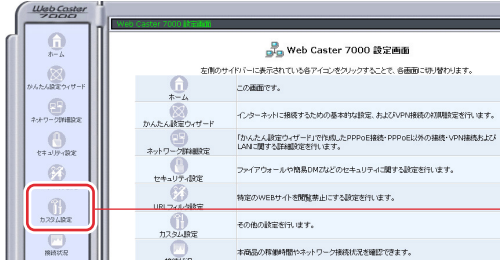 Web Caster
7000
Web Caster 7000 設定画面
ホーム
かんたん設定ウィザード
ネットワーク詳細設定
セキュリティ設定
カスタム設定
接続状況
Web Caster 7000 設定画面
左側のサイドバーに表示されている各アイコンをクリックすることで、各画面に切り替わります。
ホーム
この画面です。
かんたん設定ウィザード
インターネットに接続するための基本的な設定、およびVPN接続の初期設定を行います。
ネットワーク詳細設定
「かんたん設定ウィザード」で作成したPPPoE接続・PPPoE以外の接続・VPN接続および
LANに関する詳細設定を行います。
セキュリティ設定
ファイアウォールや簡易DMZなどのセキュリティに関する設定を行います。
URLフィルタ設定
特定のWEBサイトを閲覧禁止にする設定を行います。
カスタム設定
その他の設定を行います。
本商品の稼働時間やネットワーク接続状況を確認できます。